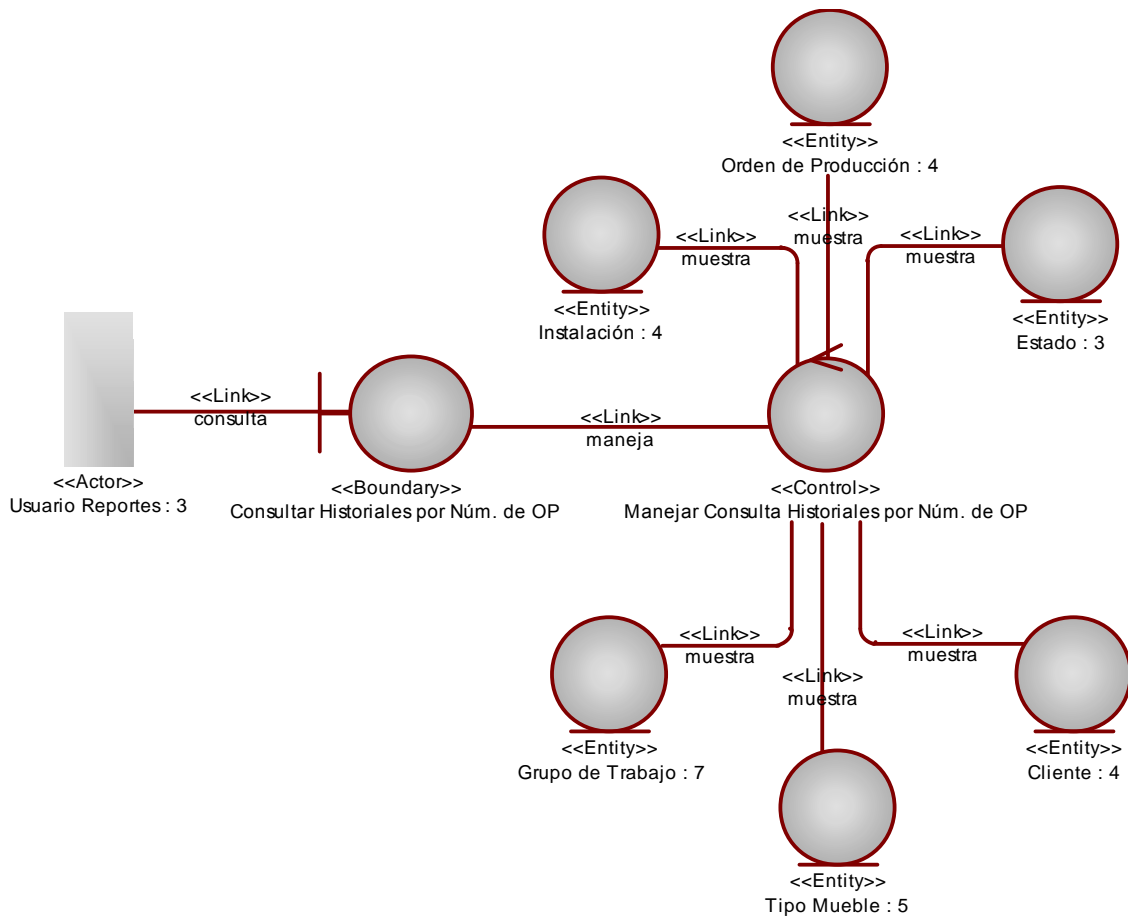 <<Entity>>
Orden de Producción : 4
<<Link>>
muestra
<<Link>>
muestra
<<Link>>
muestra
<<Entity>>
Instalación : 4
<<Entity>>
Estado : 3
<<Link>>
consulta
<<Link>>
maneja
<<Actor>>
Usuario Reportes : 3
<<Boundary>>
Consultar Historiales por Núm. de OP
<<Control>>
Manejar Consulta Historiales por Núm. de OP
<<Link>>
muestra
<<Link>>
muestra
<<Link>>
muestra
<<Entity>>
Grupo de Trabajo : 7
<<Entity>>
Cliente : 4
<<Entity>>
Tipo Mueble : 5